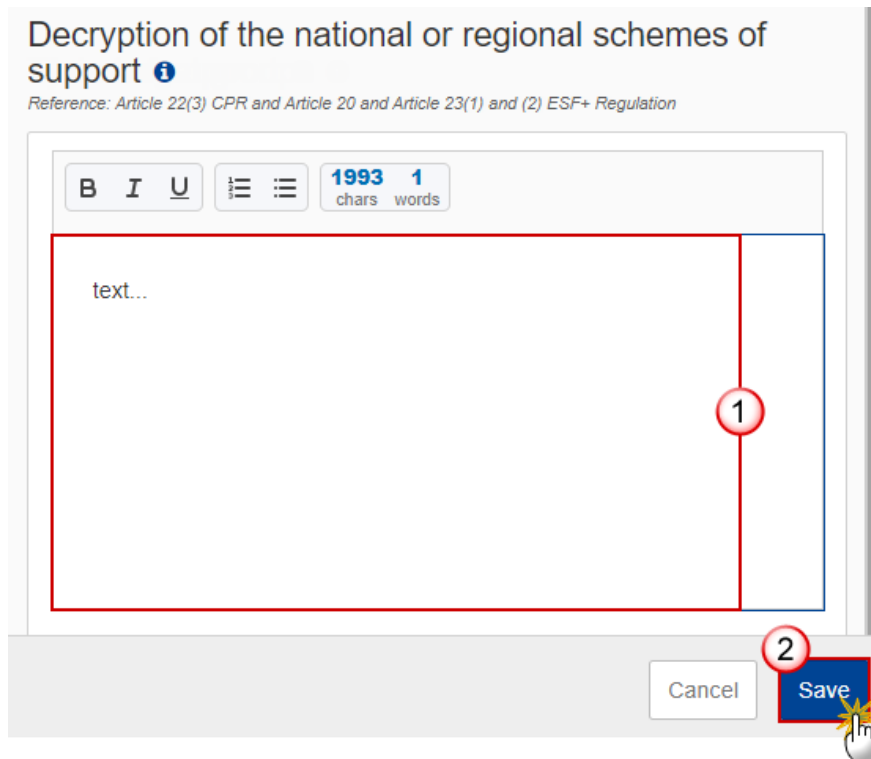 Decryption of the national or regional schemes of
support
Reference: Article 22(3) CPR and Article 20 and Article 23(1) and (2) ESF+ Regulation
B I U 1993 1
chars words
text...
1
2
Cancel Save